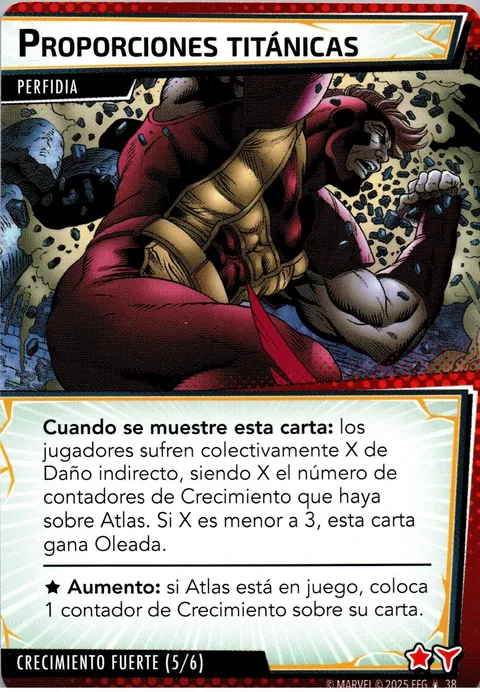 PROPORCIONES TITÁNICAS
PERFIDIA
Cuando se muestre esta carta: los
jugadores sufren colectivamente X de
Daño indirecto, siendo X el número de
contadores de Crecimiento que haya
sobre Atlas. Si X es menor a 3, esta carta
gana Oleada.
★ Aumento: si Atlas está en juego, coloca
1 contador de Crecimiento sobre su carta.
CRECIMIENTO FUERTE (5/6)
© MARVEL © 2025 FFG 38